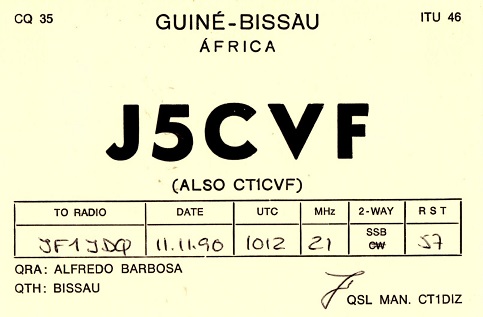 CQ 35
GUINÉ-BISSAU
ITU 46
ÁFRICA
J5CVF
(ALSO CT1CVF)
TO RADIO DATE UTC MHz 2-WAY RST
JF1JDQ 11.11.90 1012 21 SSB CW 57
QRA: ALFREDO BARBOSA
QTH: BISSAU
QSL MAN. CT1DIZ